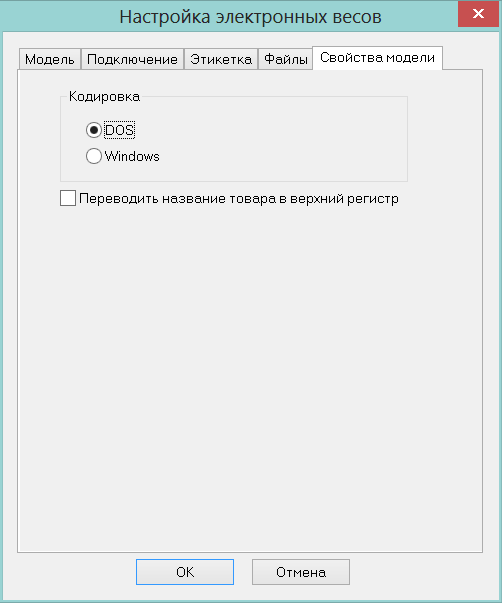 Настройка электронных весов
Модель Подключение Этикетка Файлы Свойства модели
Кодировка
DOS
Windows
Переводить название товара в верхний регистр
OK Отмена